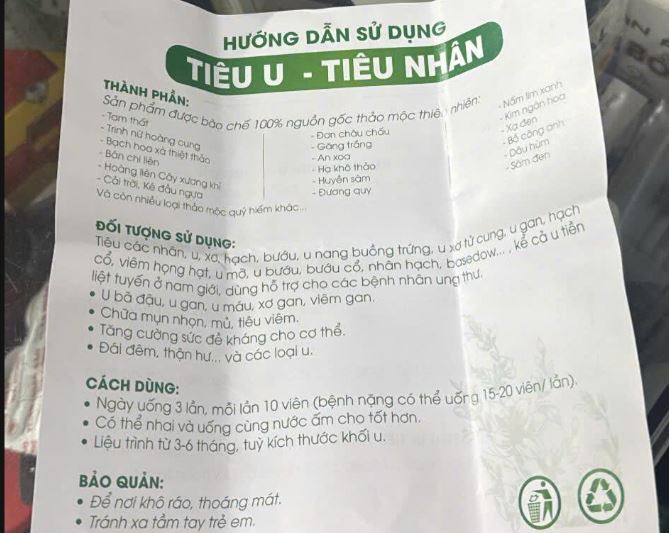 HƯỚNG DẪN SỬ DỤNG
TIÊU U - TIÊU NHÂN
THÀNH PHẦN:
Sản phẩm được bào chế 100% nguồn gốc thảo mộc thiên nhiên:
- Tam thất
- Trinh nữ hoàng cung
- Bạch hoa xà thiệt thảo
- Bán chi liên
- Hoàng liên Cây xương khỉ
- Cải trời, Ké đầu ngựa
Và còn nhiều loại thảo mộc quý hiếm khác...
- Đơn châu chấu
- Găng trắng
- An xoa
- Hạ khô thảo
- Huyền sâm
- Đương quy
- Nấm lim xanh
- Kim ngân hoa
- Xạ đen
- Bồ công anh
- Dấu hùm
- Sâm đen
ĐỐI TƯỢNG SỬ DỤNG:
Tiêu các nhân, u, xơ, hạch, bướu, u nang buồng trứng, u xơ tử cung, u gan, hạch
cổ, viêm họng hạt, u mỡ, u bướu, bướu cổ, nhân hạch, basedow... , kể cả u tiền
liệt tuyến ở nam giới, dùng hỗ trợ cho các bệnh nhân ung thư.
• U bã đậu, u gan, u máu, xơ gan, viêm gan.
• Chữa mụn nhọn, mủ, tiêu viêm.
• Tăng cường sức đề kháng cho cơ thể.
• Đái đêm, thận hư... và các loại u.
CÁCH DÙNG:
• Ngày uống 3 lần, mỗi lần 10 viên (bệnh nặng có thể uống 15-20 viên/ lần).
• Có thể nhai và uống cùng nước ấm cho tốt hơn.
• Liệu trình từ 3-6 tháng, tuỳ kích thước khối u.
BẢO QUẢN:
• Để nơi khô ráo, thoáng mát.
• Tránh xa tầm tay trẻ em.